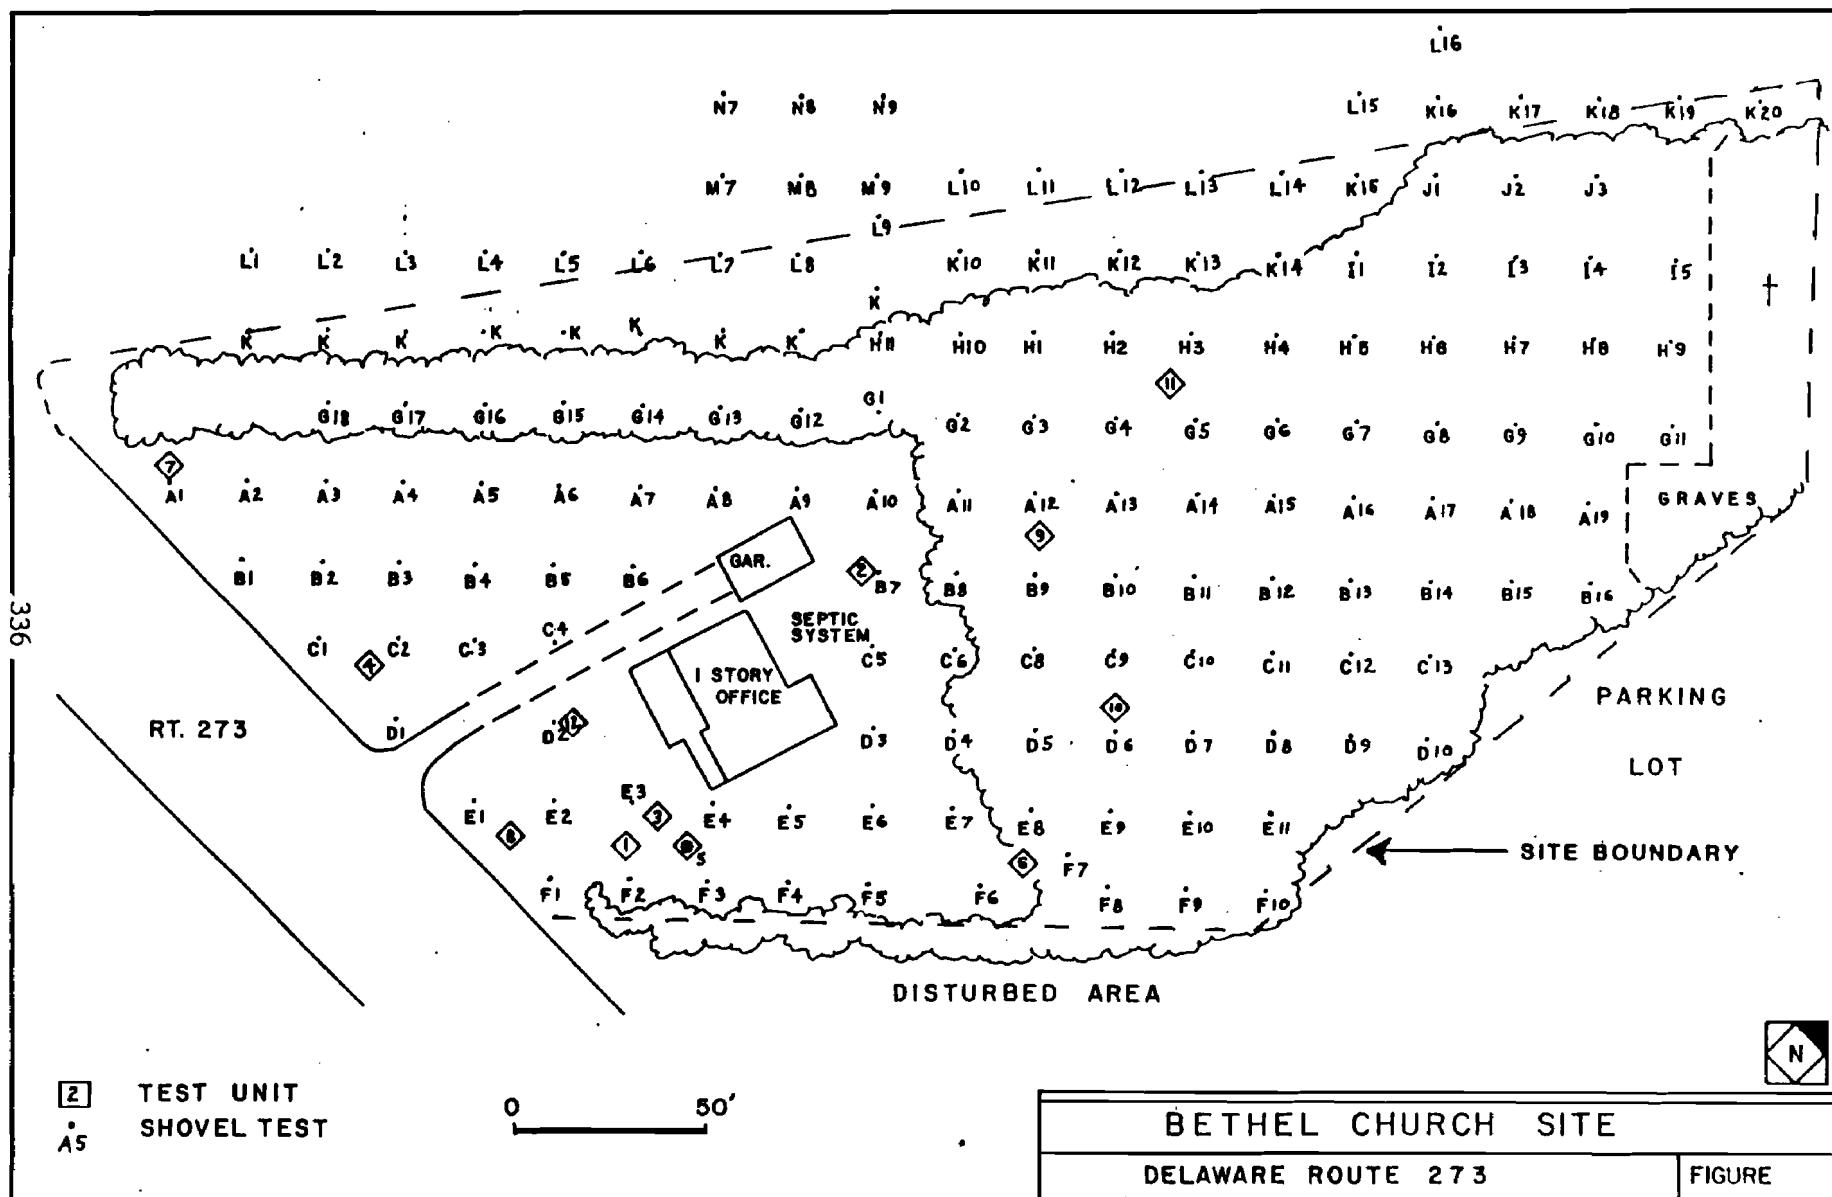 L16
N7 N8 N9 L15 K16 K17 K18 K19 K20
M7 M8 M9 L10 L11 L12 L13 L14 K15 J1 J2 J3
L9
L1 L2 L3 L4 L5 L6 L7 L8 K10 K11 K12 K13 K14 I1 I2 I3 I4 I5
K
K K K K K K K K H11 H10 H1 H2 H3 H4 H5 H6 H7 H8 H9
11
G18 G17 G16 G15 G14 G13 G12 G1 G2 G3 G4 G5 G6 G7 G8 G9 G10 G11
7
A1 A2 A3 A4 A5 A6 A7 A8 A9 A10 A11 A12 A13 A14 A15 A16 A17 A18 A19
GRAVES
9
GAR.
2
B1 B2 B3 B4 B5 B6 B7 B8 B9 B10 B11 B12 B13 B14 B15 B16
336
SEPTIC
SYSTEM
C1 C2 C3 C4 C5 C6 C8 C9 C10 C11 C12 C13
1 STORY
OFFICE
PARKING
LOT
10
RT. 273
D1 D2 12 D3 D4 D5 D6 D7 D8 D9 D10
E1 E2 E3 E4 E5 E6 E7 E8 E9 E10 E11
8 1 3 5 6
SITE BOUNDARY
F1 F2 F3 F4 F5 F6 F7 F8 F9 F10
DISTURBED AREA
N
2 TEST UNIT
A5 SHOVEL TEST
0 50'
BETHEL CHURCH SITE
DELAWARE ROUTE 273
FIGURE